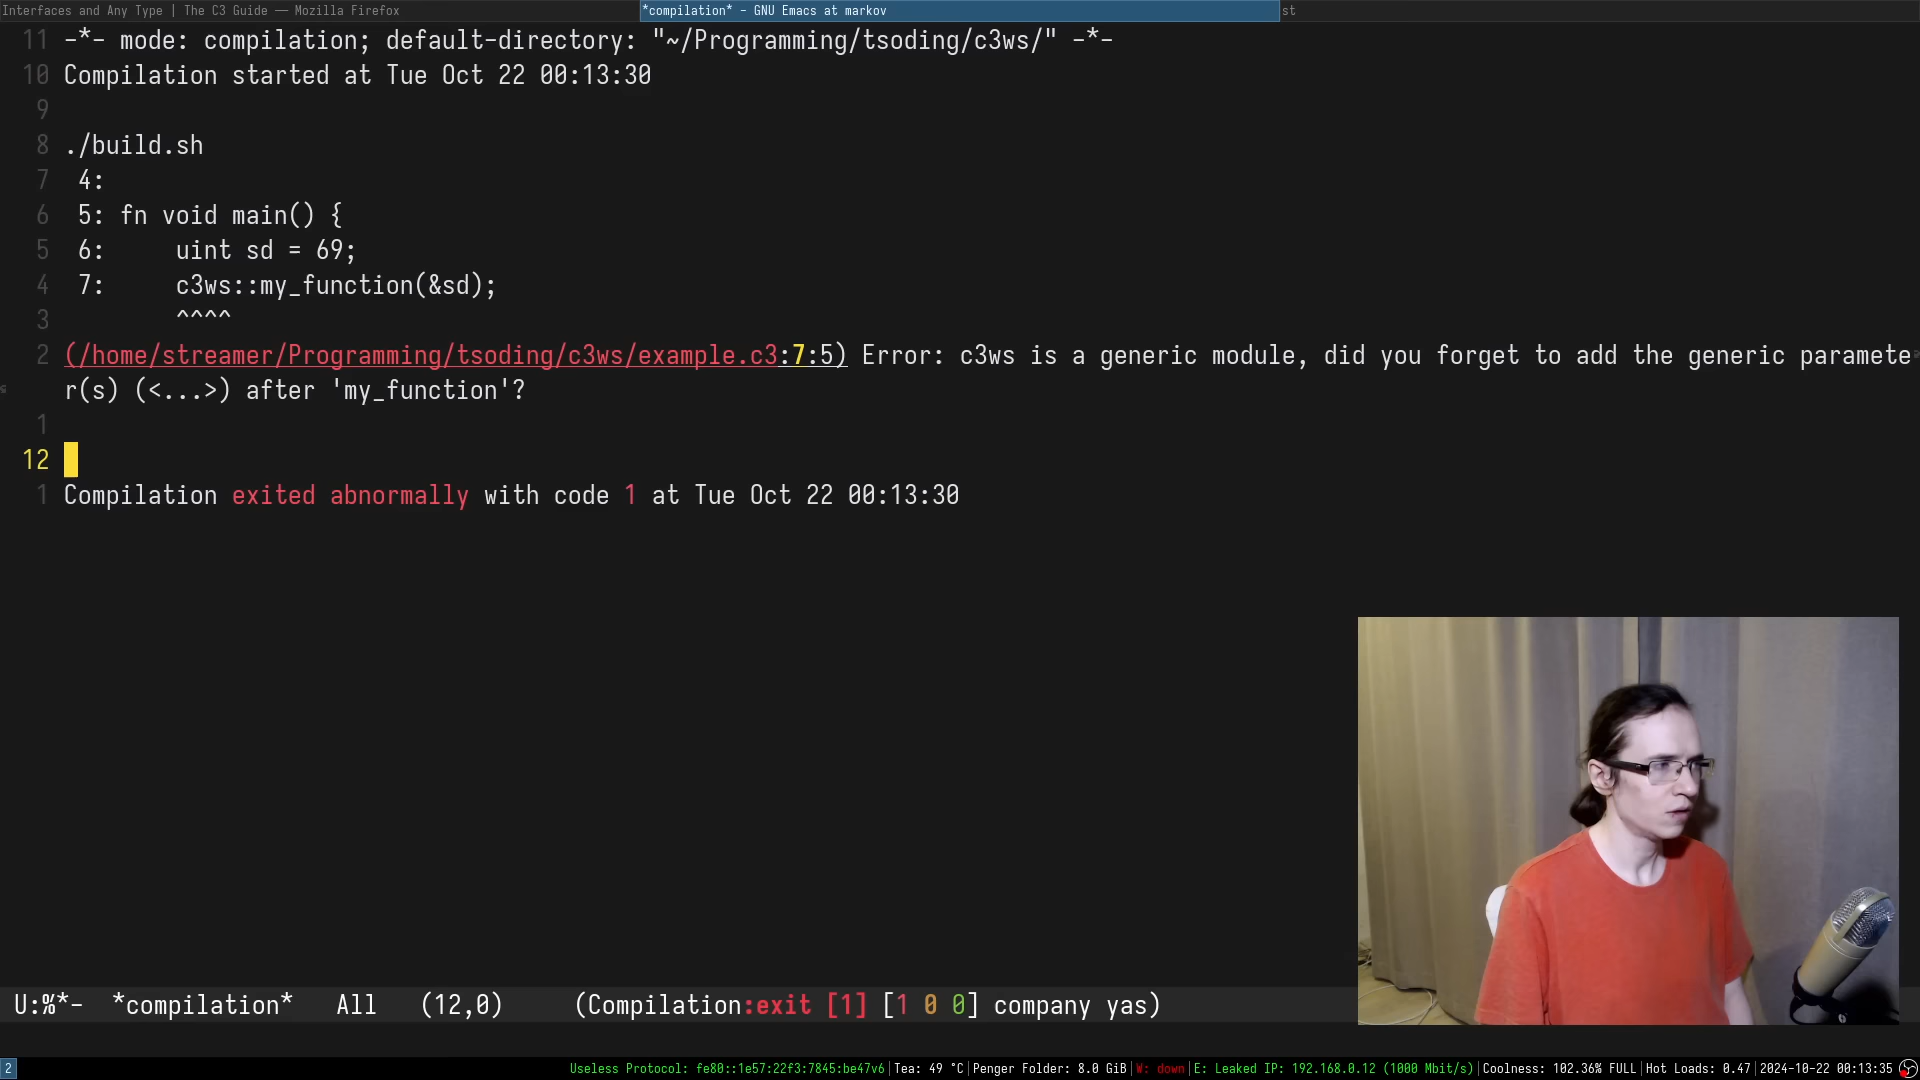 Interfaces and Any Type | The C3 Guide — Mozilla Firefox
*compilation* - GNU Emacs at markov
st
11 -*- mode: compilation; default-directory: "~/Programming/tsoding/c3ws/" -*-
10 Compilation started at Tue Oct 22 00:13:30
9
8 ./build.sh
7 4:
6 5: fn void main() {
5 6:     uint sd = 69;
4 7:     c3ws::my_function(&sd);
3         ^^^^
2 (/home/streamer/Programming/tsoding/c3ws/example.c3:7:5) Error: c3ws is a generic module, did you forget to add the generic paramete
r(s) (<...>) after 'my_function'?
1
12
1 Compilation exited abnormally with code 1 at Tue Oct 22 00:13:30
U:%*-  *compilation*   All   (12,0)     (Compilation:exit [1] [1 0 0] company yas)
2
Useless Protocol: fe80::1e57:22f3:7845:be47v6|Tea: 49 °C|Penger Folder: 8.0 GiB|W: down|E: Leaked IP: 192.168.0.12 (1000 Mbit/s)|Coolness: 102.36% FULL|Hot Loads: 0.47|2024-10-22 00:13:35